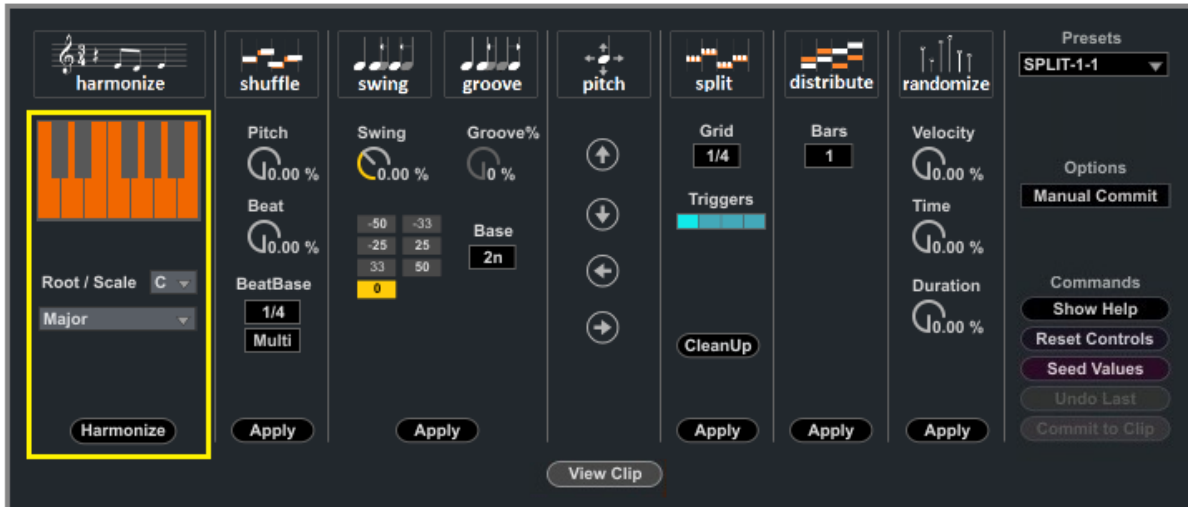 harmonize
shuffle
swing
groove
pitch
split
distribute
randomize
Presets
SPLIT-1-1
Root / Scale C
Major
Harmonize
Pitch
0.00 %
Beat
0.00 %
BeatBase
1/4
Multi
Apply
Swing
0.00 %
-50 -33
-25 25
33 50
0
Groove%
0 %
Base
2n
Apply
Grid
1/4
Triggers
CleanUp
Apply
Bars
1
Apply
Velocity
0.00 %
Time
0.00 %
Duration
0.00 %
Apply
Options
Manual Commit
Commands
Show Help
Reset Controls
Seed Values
Undo Last
Commit to Clip
View Clip